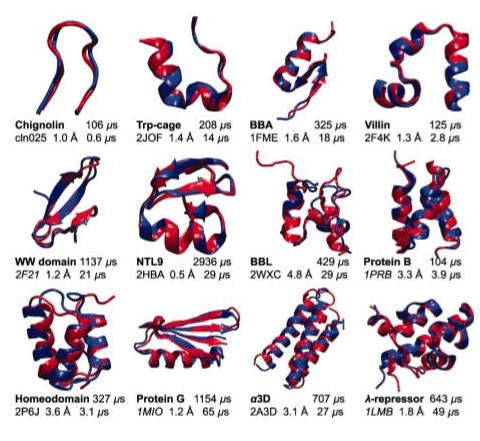 Chignolin 106 µs
cln025 1.0 Å 0.6 µs
Trp-cage 208 µs
2JOF 1.4 Å 14 µs
BBA 325 µs
1FME 1.6 Å 18 µs
Villin 125 µs
2F4K 1.3 Å 2.8 µs
WW domain 1137 µs
2F21 1.2 Å 21 µs
NTL9 2936 µs
2HBA 0.5 Å 29 µs
BBL 429 µs
2WXC 4.8 Å 29 µs
Protein B 104 µs
1PRB 3.3 Å 3.9 µs
Homeodomain 327 µs
2P6J 3.6 Å 3.1 µs
Protein G 1154 µs
1MIO 1.2 Å 65 µs
α3D 707 µs
2A3D 3.1 Å 27 µs
λ-repressor 643 µs
1LMB 1.8 Å 49 µs